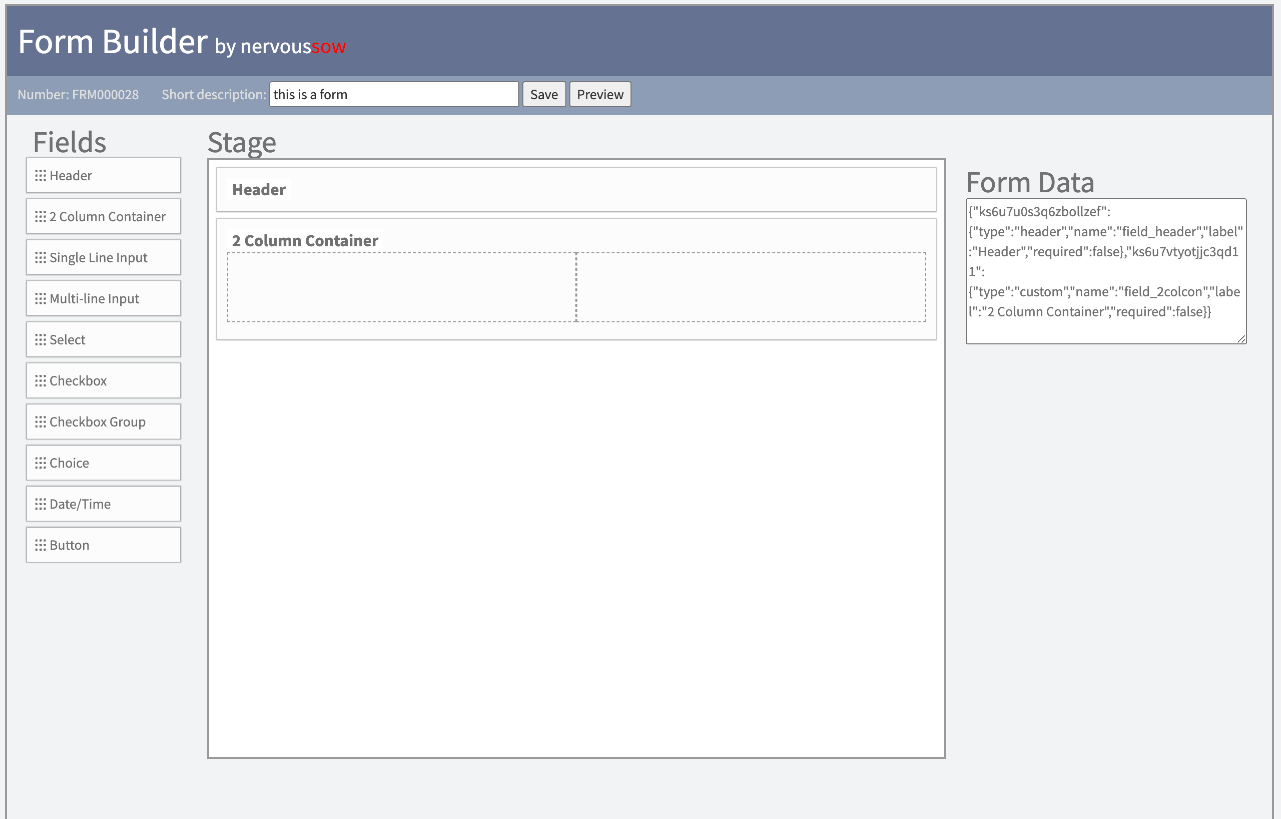 Form Builder by nervoussow
Number: FRM000028 Short description: this is a form Save Preview
Fields
Header
2 Column Container
Single Line Input
Multi-line Input
Select
Checkbox
Checkbox Group
Choice
Date/Time
Button
Stage
Header
2 Column Container
Form Data
{"ks6u7u0s3q6zbollzef":
{"type":"header","name":"field_header","label"
:"Header","required":false},"ks6u7vtyotjjc3qd1
1":
{"type":"custom","name":"field_2colcon","labe
l":"2 Column Container","required":false}}